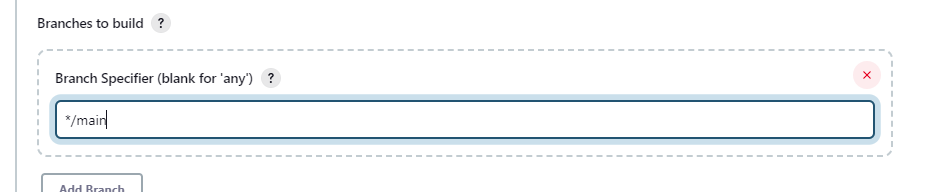 Branches to build ?
Branch Specifier (blank for 'any') ?
*/main
Add Branch